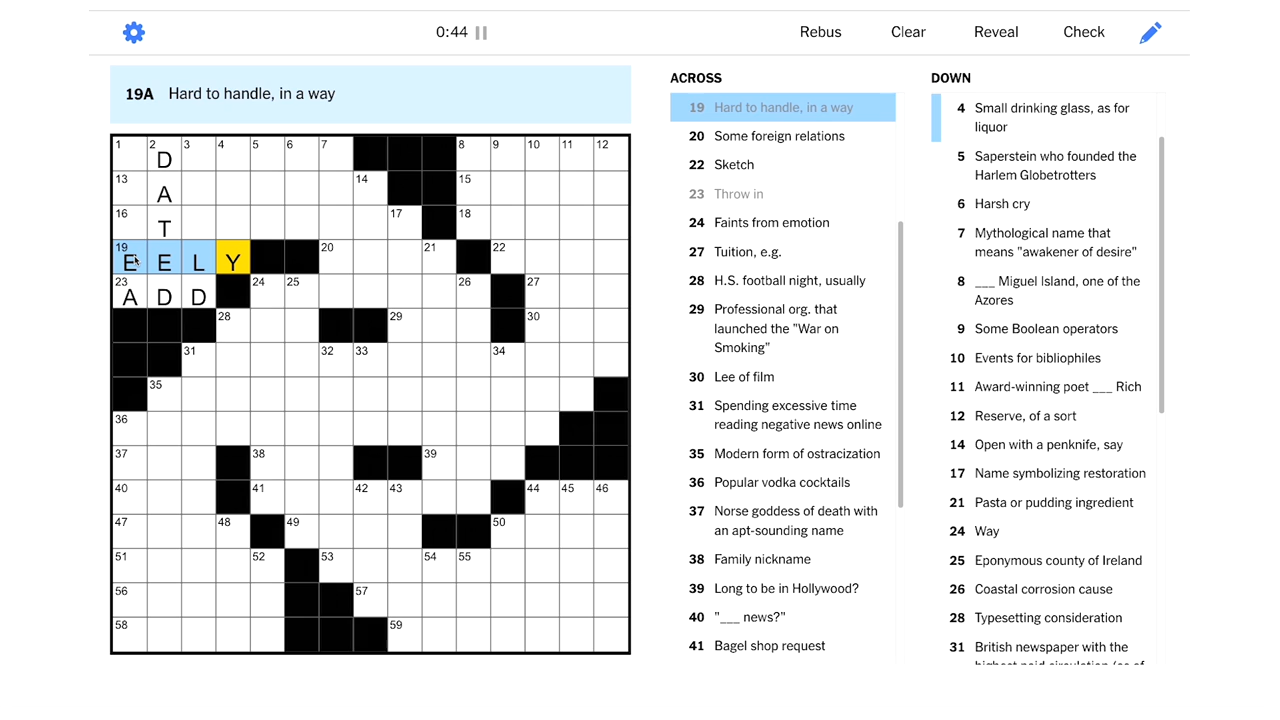 0:44
Rebus
Clear
Reveal
Check
19A Hard to handle, in a way
1 2 3 4 5 6 7 8 9 10 11 12
D
13 14 15
A
16 17 18
T
19 20 21 22
E E L Y
23 24 25 26 27
A D D
28 29 30
31 32 33 34
35
36
37 38 39
40 41 42 43 44 45 46
47 48 49 50
51 52 53 54 55
56 57
58 59
ACROSS
19 Hard to handle, in a way
20 Some foreign relations
22 Sketch
23 Throw in
24 Faints from emotion
27 Tuition, e.g.
28 H.S. football night, usually
29 Professional org. that
launched the "War on
Smoking"
30 Lee of film
31 Spending excessive time
reading negative news online
35 Modern form of ostracization
36 Popular vodka cocktails
37 Norse goddess of death with
an apt-sounding name
38 Family nickname
39 Long to be in Hollywood?
40 "___ news?"
41 Bagel shop request
DOWN
4 Small drinking glass, as for
liquor
5 Saperstein who founded the
Harlem Globetrotters
6 Harsh cry
7 Mythological name that
means "awakener of desire"
8 ___ Miguel Island, one of the
Azores
9 Some Boolean operators
10 Events for bibliophiles
11 Award-winning poet ___ Rich
12 Reserve, of a sort
14 Open with a penknife, say
17 Name symbolizing restoration
21 Pasta or pudding ingredient
24 Way
25 Eponymous county of Ireland
26 Coastal corrosion cause
28 Typesetting consideration
31 British newspaper with the